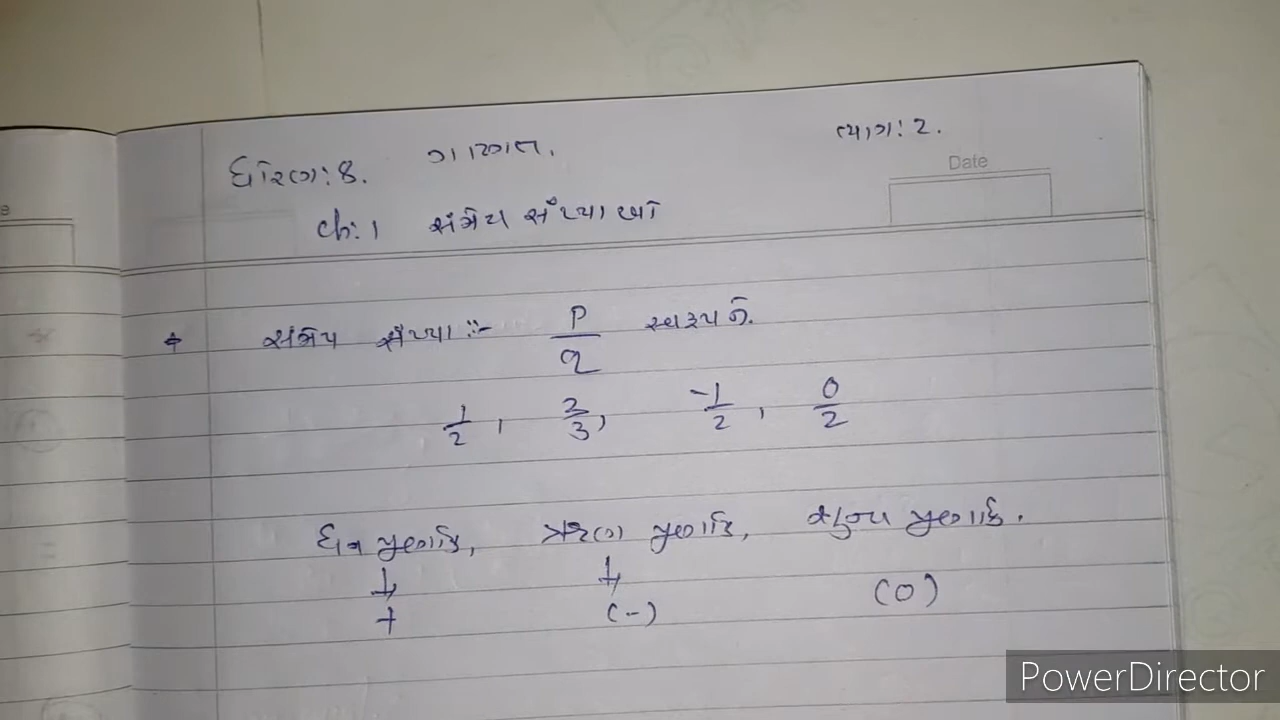 ધોરણ: 8. ગણિત. ભાગ: 2.
Date
ch: 1 સંમેય સંખ્યાઓ
સંમેય સંખ્યા :- P/q સ્વરૂપને.
1/2, 2/3, -1/2, 0/2
ધન પૂર્ણાંક, ઋણ પૂર્ણાંક, શૂન્ય પૂર્ણાંક.
+ (-) (0)
PowerDirector